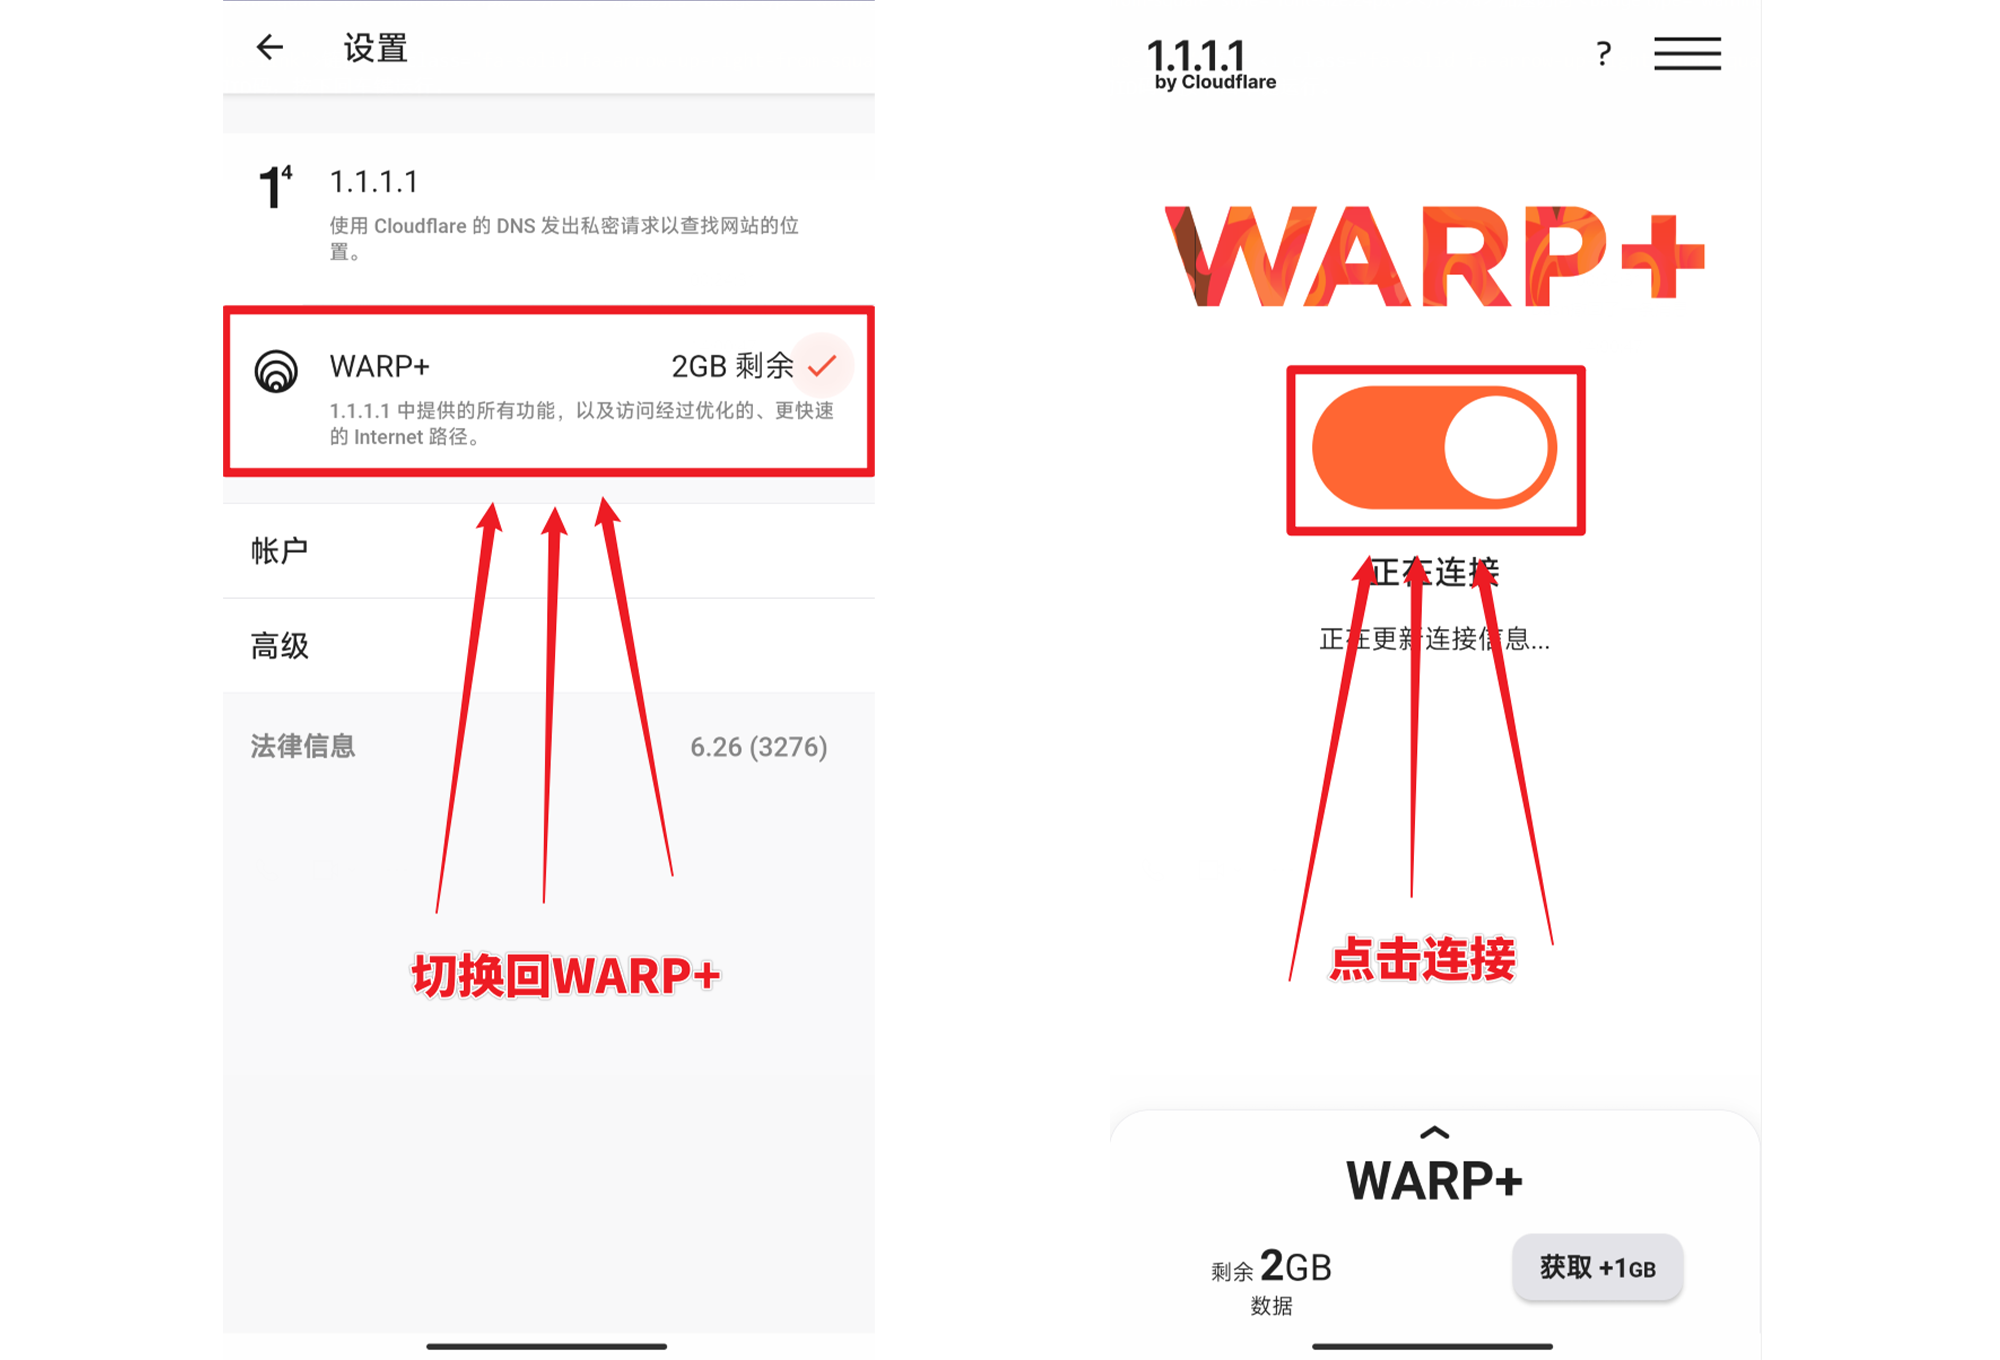 设置
1⁴ 1.1.1.1
使用 Cloudflare 的 DNS 发出私密请求以查找网站的位
置。
WARP+ 2GB 剩余
1.1.1.1 中提供的所有功能，以及访问经过优化的、更快速
的 Internet 路径。
帐户
高级
法律信息 6.26 (3276)
切换回WARP+
1.1.1.1 ?
by Cloudflare
WARP+
正在连接
正在更新连接信息...
点击连接
WARP+
剩余 2GB 获取 +1GB
数据